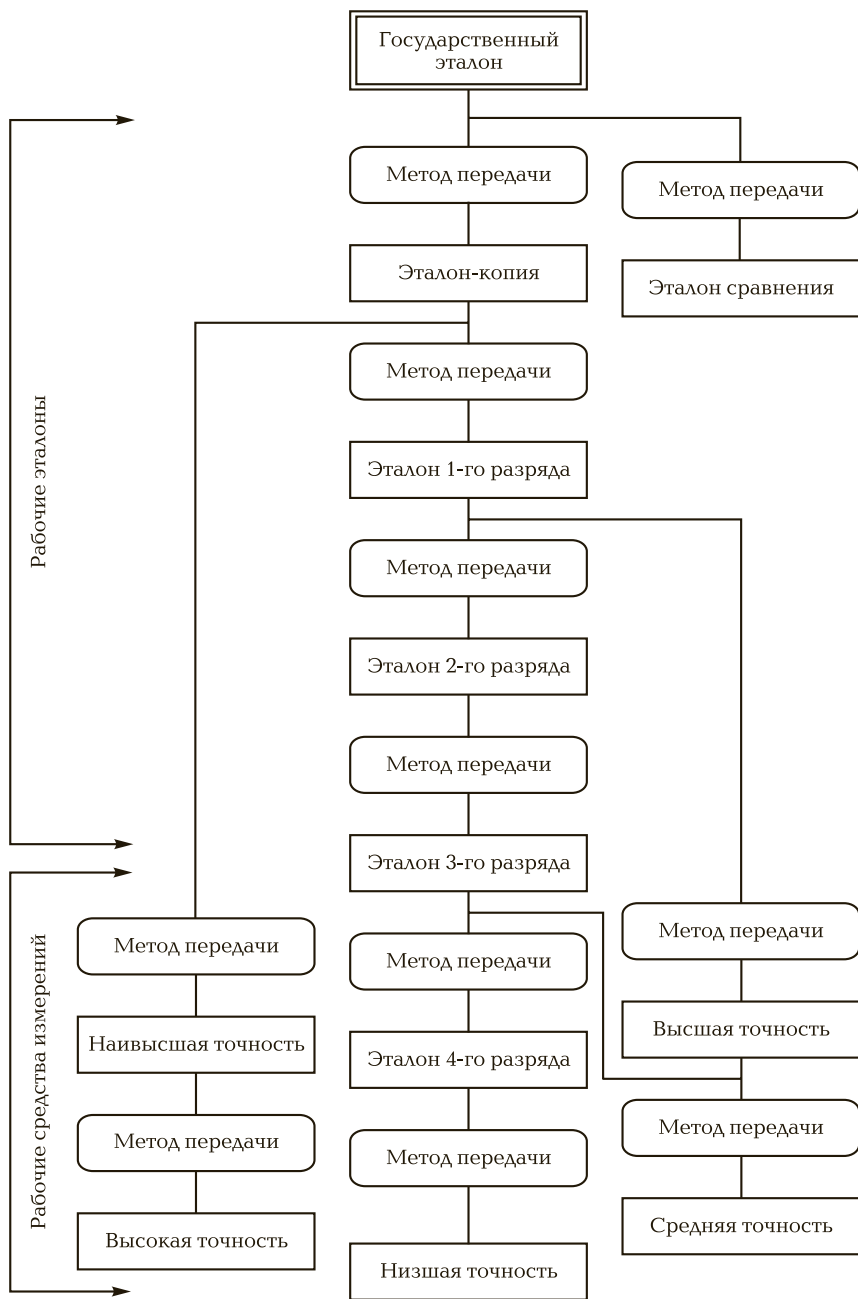 Государственный
эталон
Метод передачи
Метод передачи
Эталон-копия
Эталон сравнения
Метод передачи
Рабочие эталоны
Эталон 1-го разряда
Метод передачи
Эталон 2-го разряда
Метод передачи
Эталон 3-го разряда
Рабочие средства измерений
Метод передачи
Метод передачи
Метод передачи
Наивысшая точность
Эталон 4-го разряда
Высшая точность
Метод передачи
Метод передачи
Метод передачи
Высокая точность
Низшая точность
Средняя точность